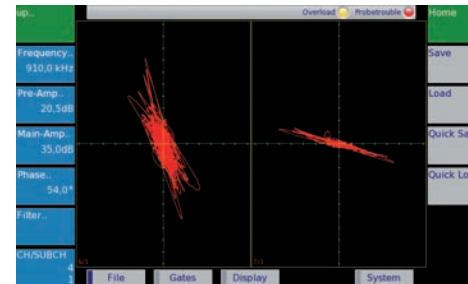 Overload Probetrouble
up..
Frequency..
910,0 kHz
Pre-Amp..
20,5dB
Main-Amp..
35,0dB
Phase..
54,0°
Filter..
CH/SUBCH
4
1
Home
Save
Load
Quick Sa
Quick Lo
File Gates Display System